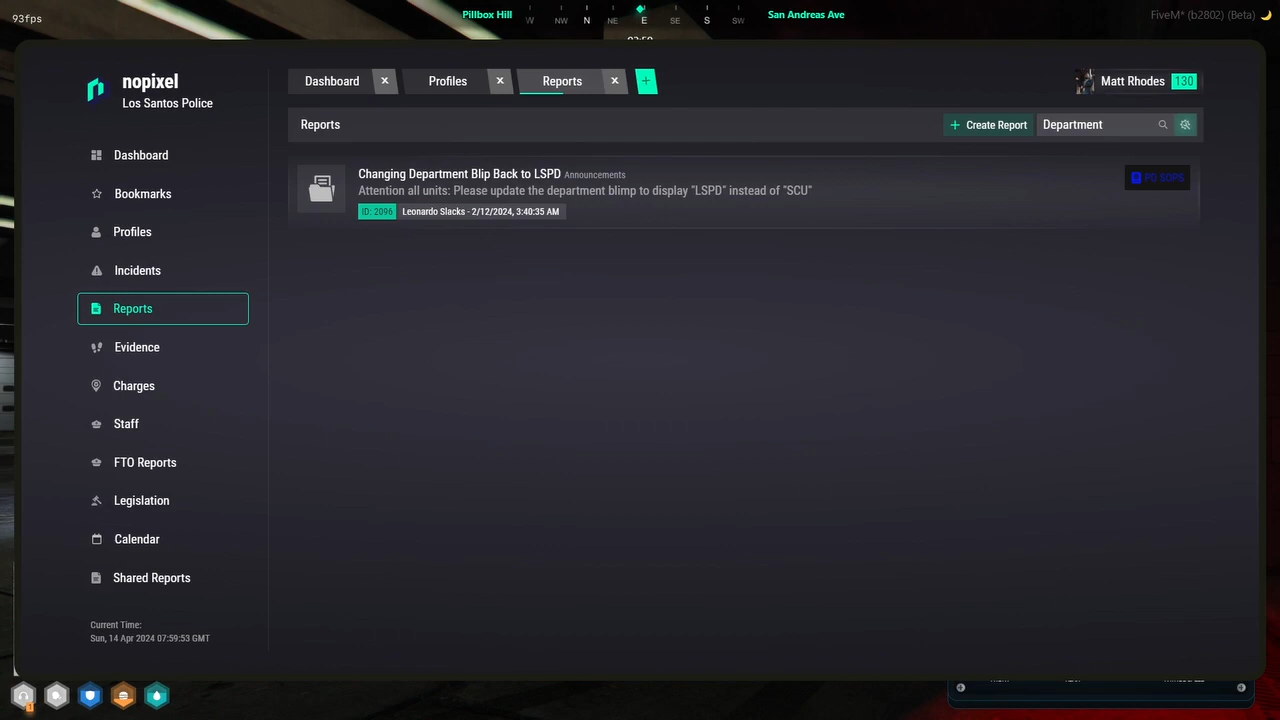 93fps
Pillbox Hill
W NW N NE E SE S SW
San Andreas Ave
FiveM* (b2802) (Beta)
nopixel
Los Santos Police
Dashboard
Profiles
Reports
Matt Rhodes 130
Reports
Create Report
Department
Dashboard
Bookmarks
Profiles
Incidents
Reports
Evidence
Charges
Staff
FTO Reports
Legislation
Calendar
Shared Reports
Changing Department Blip Back to LSPD Announcements
Attention all units: Please update the department blimp to display "LSPD" instead of "SCU"
ID: 2096 Leonardo Slacks - 2/12/2024, 3:40:35 AM
PD SOPS
Current Time:
Sun, 14 Apr 2024 07:59:53 GMT
1